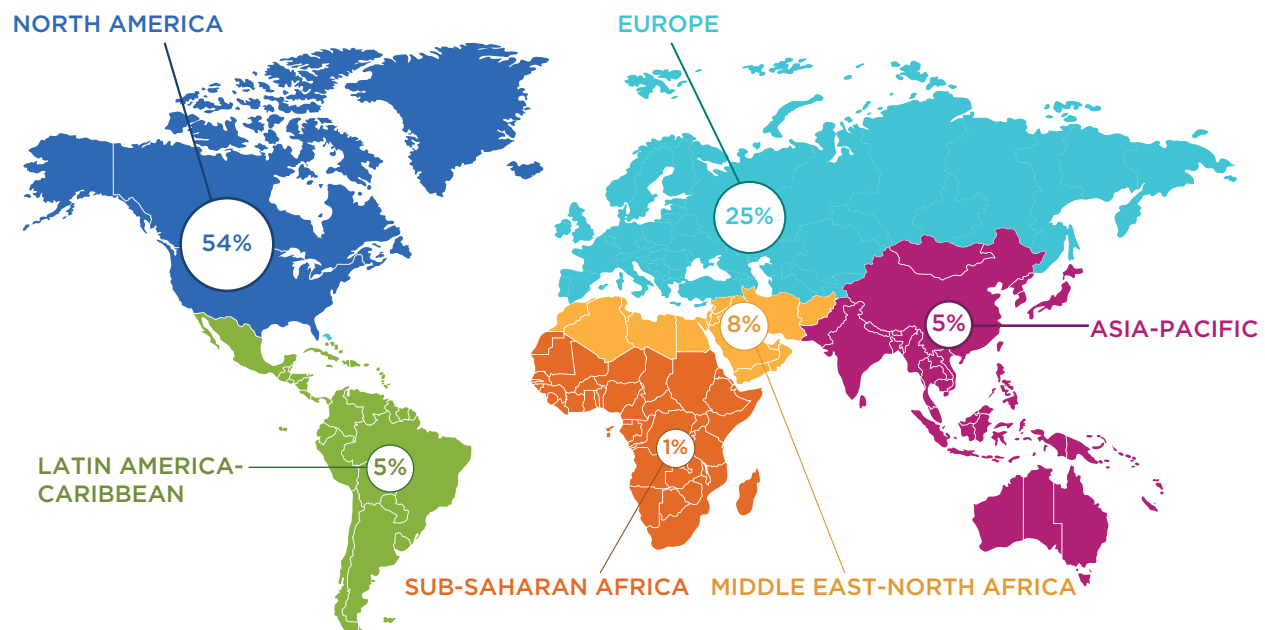 NORTH AMERICA
EUROPE
54%
25%
8%
5%
ASIA-PACIFIC
1%
LATIN AMERICA-
CARIBBEAN
5%
SUB-SAHARAN AFRICA
MIDDLE EAST-NORTH AFRICA